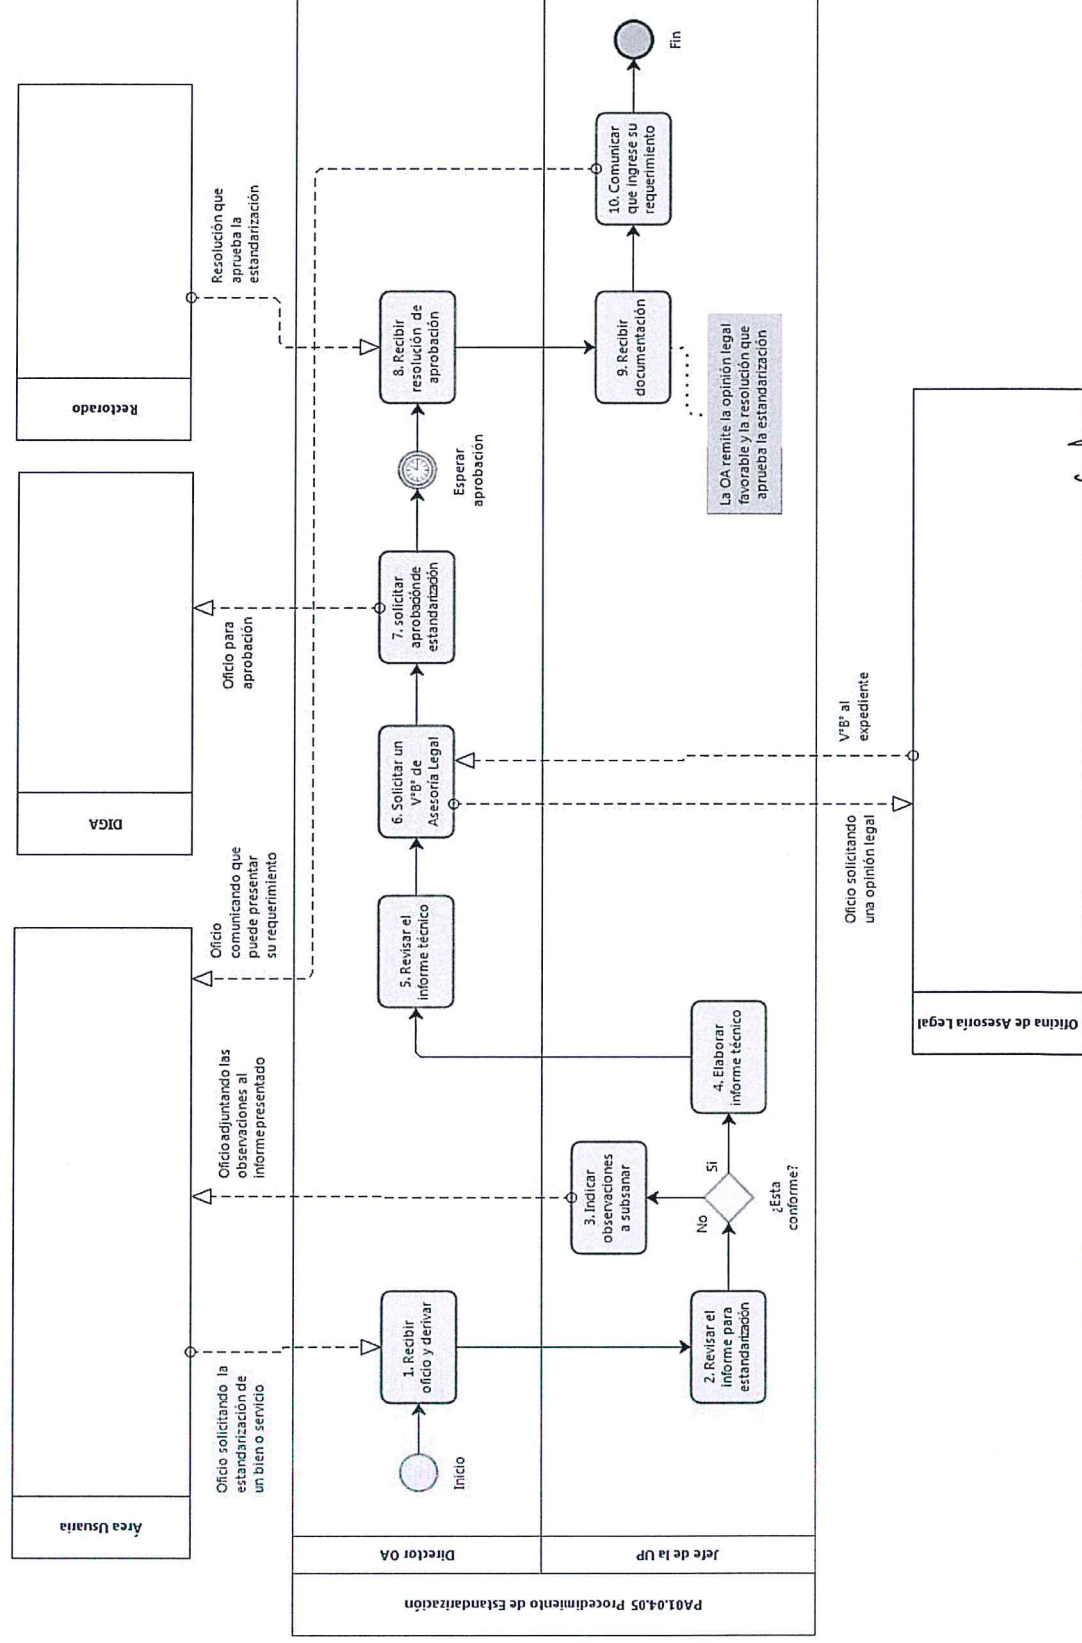 PA01.04.05 Procedimiento de Estandarización
Director OA
Jefe de la UP
Área Usuaria
DIGA
Rectorado
Oficina de Asesoría Legal
Oficio solicitando la
estandarización de
un bien o servicio
Inicio
1. Recibir
oficio y derivar
2. Revisar el
informe para
estandarización
¿Esta
conforme?
No
Si
3. Indicar
observaciones
a subsanar
Oficio adjuntando las
observaciones al
informe presentado
4. Elaborar
informe técnico
5. Revisar el
informe técnico
Oficio
comunicando que
puede presentar
su requerimiento
6. Solicitar un
V°B° de
Asesoría Legal
Oficio solicitando
una opinión legal
V°B° al
expediente
7. solicitar
aprobación de
estandarización
Oficio para
aprobación
Esperar
aprobación
8. Recibir
resolución de
aprobación
Resolución que
aprueba la
estandarización
9. Recibir
documentación
La OA remite la opinión legal
favorable y la resolución que
aprueba la estandarización
10. Comunicar
que ingrese su
requerimiento
Fin